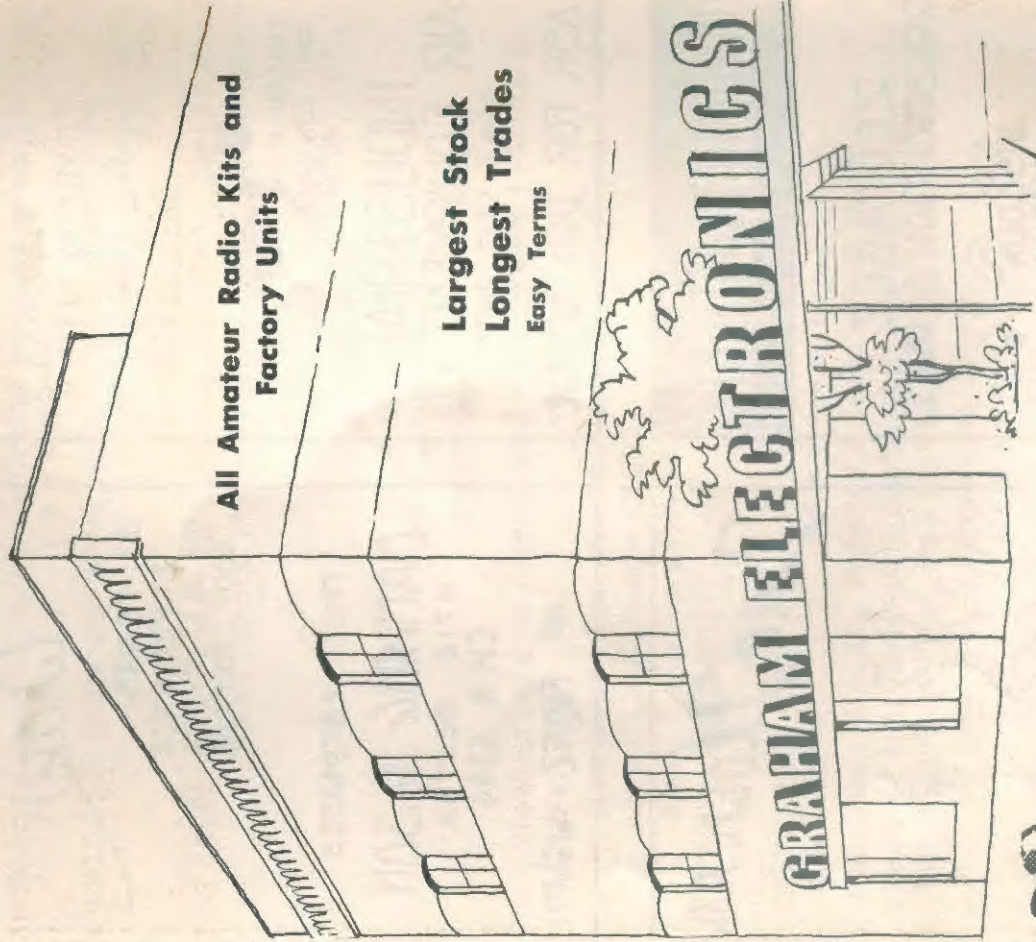 All Amateur Radio Kits and
Factory Units
Largest Stock
Longest Trades
Easy Terms
GRAHAM ELECTRONICS